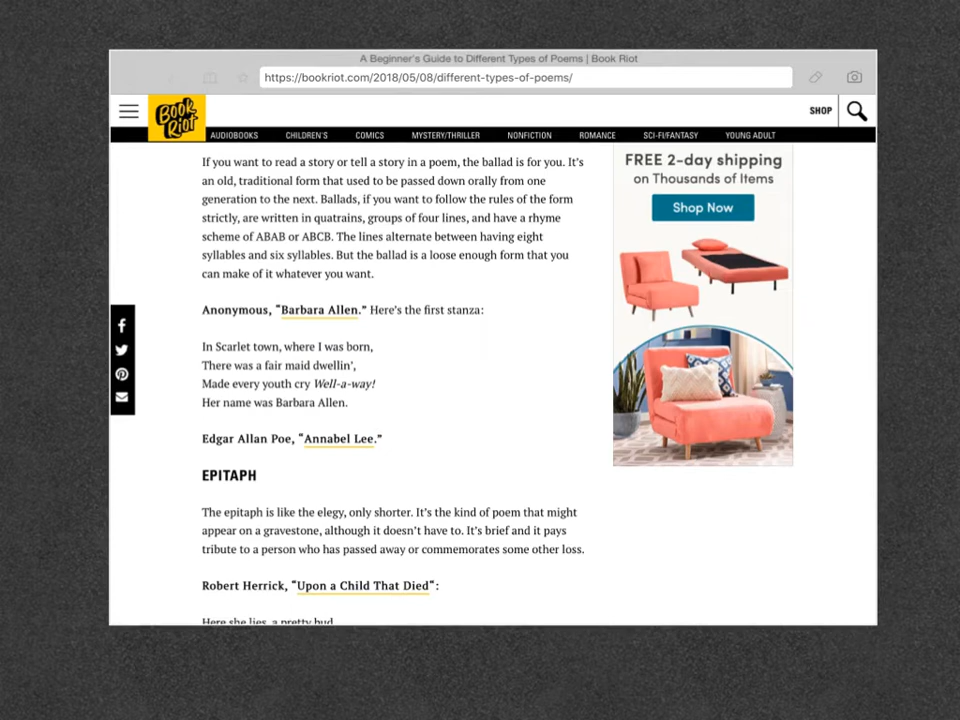 A Beginner's Guide to Different Types of Poems | Book Riot
https://bookriot.com/2018/05/08/different-types-of-poems/
BOOK RIOT
SHOP
AUDIOBOOKS CHILDREN'S COMICS MYSTERY/THRILLER NONFICTION ROMANCE SCI-FI/FANTASY YOUNG ADULT
If you want to read a story or tell a story in a poem, the ballad is for you. It's
an old, traditional form that used to be passed down orally from one
generation to the next. Ballads, if you want to follow the rules of the form
strictly, are written in quatrains, groups of four lines, and have a rhyme
scheme of ABAB or ABCB. The lines alternate between having eight
syllables and six syllables. But the ballad is a loose enough form that you
can make of it whatever you want.
Anonymous, “Barbara Allen.” Here's the first stanza:
In Scarlet town, where I was born,
There was a fair maid dwellin',
Made every youth cry Well-a-way!
Her name was Barbara Allen.
Edgar Allan Poe, “Annabel Lee.”
EPITAPH
The epitaph is like the elegy, only shorter. It's the kind of poem that might
appear on a gravestone, although it doesn't have to. It's brief and it pays
tribute to a person who has passed away or commemorates some other loss.
Robert Herrick, “Upon a Child That Died“:
Here she lies, a pretty bud
FREE 2-day shipping
on Thousands of Items
Shop Now